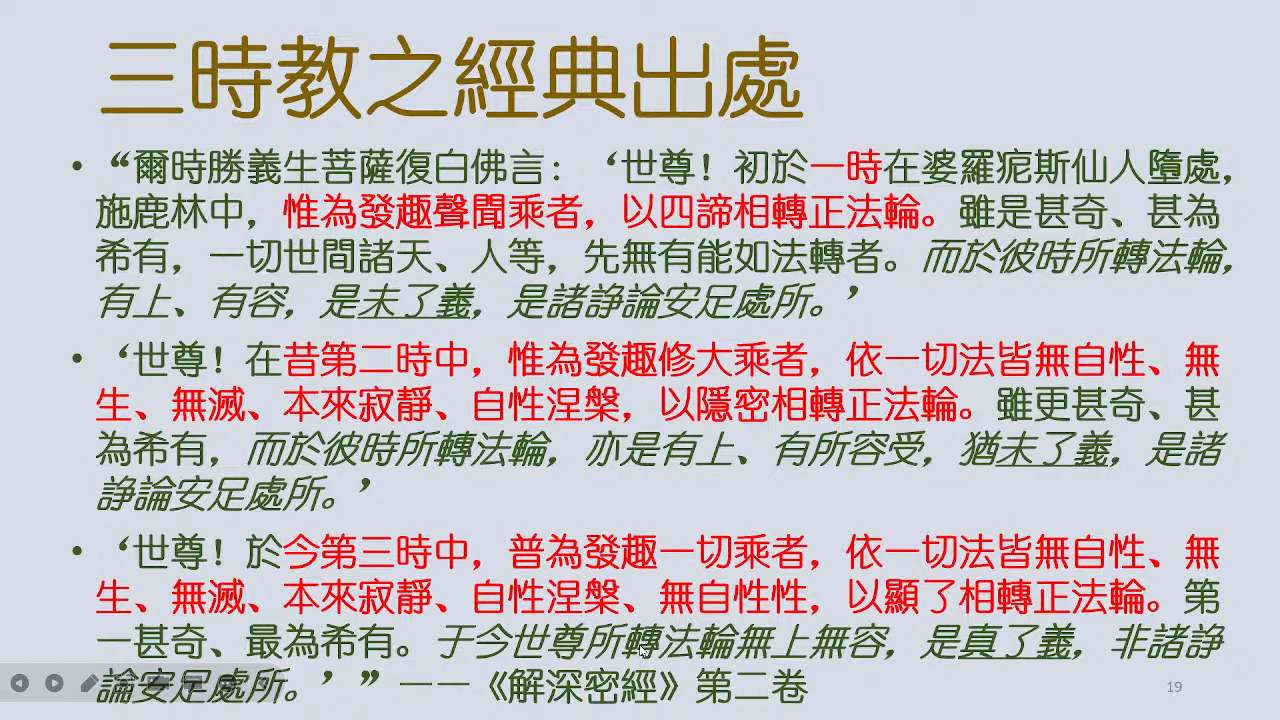 三時教之經典出處
• “爾時勝義生菩薩復白佛言：‘世尊！初於一時在婆羅痆斯仙人墮處，
施鹿林中，惟為發趣聲聞乘者，以四諦相轉正法輪。雖是甚奇、甚為
希有，一切世間諸天、人等，先無有能如法轉者。而於彼時所轉法輪，
有上、有容，是未了義，是諸諍論安足處所。’
• ‘世尊！在昔第二時中，惟為發趣修大乘者，依一切法皆無自性、無
生、無滅、本來寂靜、自性涅槃，以隱密相轉正法輪。雖更甚奇、甚
為希有，而於彼時所轉法輪，亦是有上、有所容受，猶未了義，是諸
諍論安足處所。’
• ‘世尊！於今第三時中，普為發趣一切乘者，依一切法皆無自性、無
生、無滅、本來寂靜、自性涅槃、無自性性，以顯了相轉正法輪。第
一甚奇、最為希有。于今世尊所轉法輪無上無容，是真了義，非諸諍
論安足處所。’”——《解深密經》第二卷
19